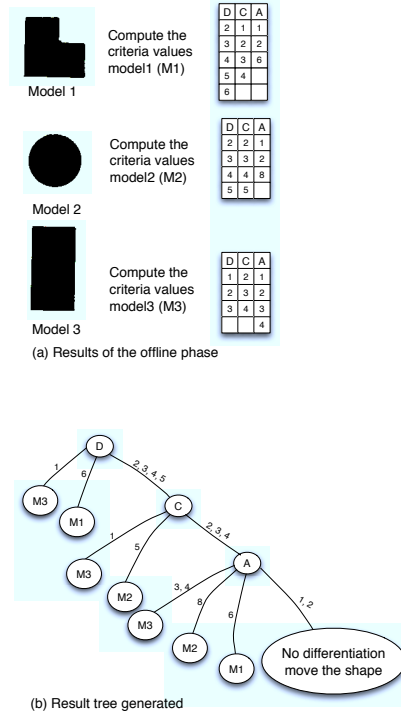 D C A
2 1 1
3 2 2
4 3 6
5 4
6
Compute the
criteria values
model1 (M1)
Model 1
D C A
2 2 1
3 3 2
4 4 8
5 5
Compute the
criteria values
model2 (M2)
Model 2
D C A
1 2 1
2 3 2
3 4 3
4
Compute the
criteria values
model3 (M3)
Model 3
(a) Results of the offline phase
D
1
6
2, 3, 4, 5
M3
M1
C
1
5
2, 3, 4
M3
M2
A
3, 4
8
6
1, 2
M3
M2
M1
No differentiation
move the shape
(b) Result tree generated